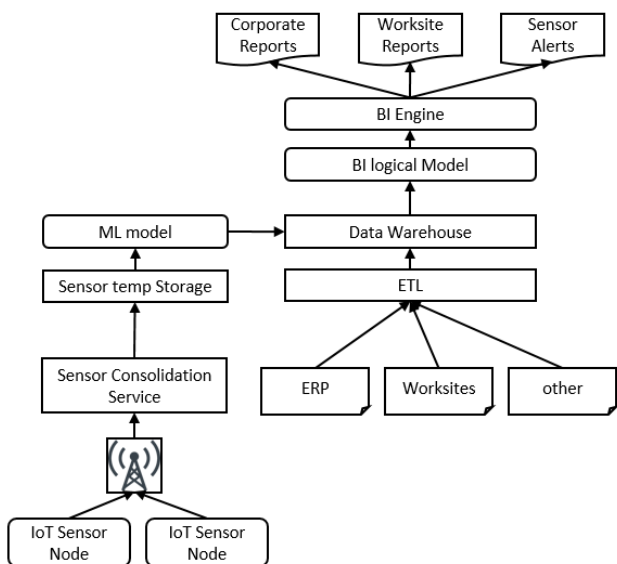 Corporate
Reports
Worksite
Reports
Sensor
Alerts
BI Engine
BI logical Model
ML model
Data Warehouse
Sensor temp Storage
ETL
Sensor Consolidation
Service
ERP
Worksites
other
IoT Sensor
Node
IoT Sensor
Node